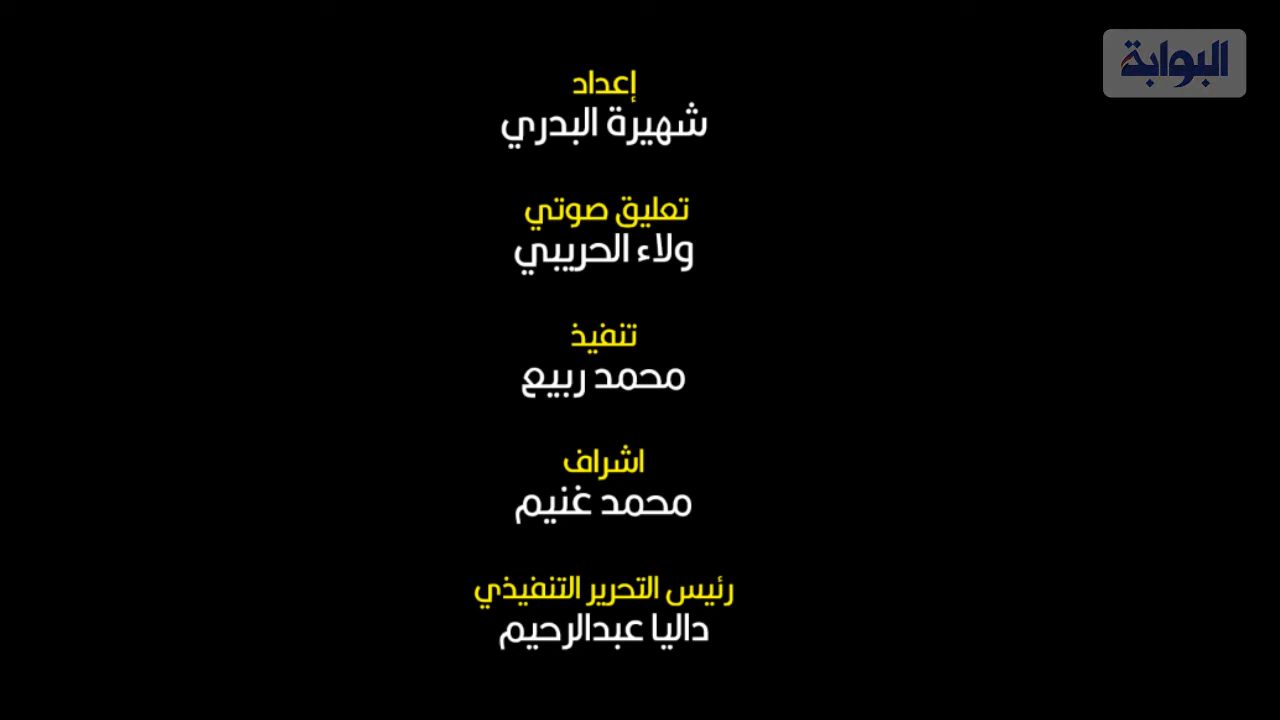 البوابة
إعداد
شهيرة البدري
تعليق صوتي
ولاء الحريبي
تنفيذ
محمد ربيع
اشراف
محمد غنيم
رئيس التحرير التنفيذي
داليا عبدالرحيم